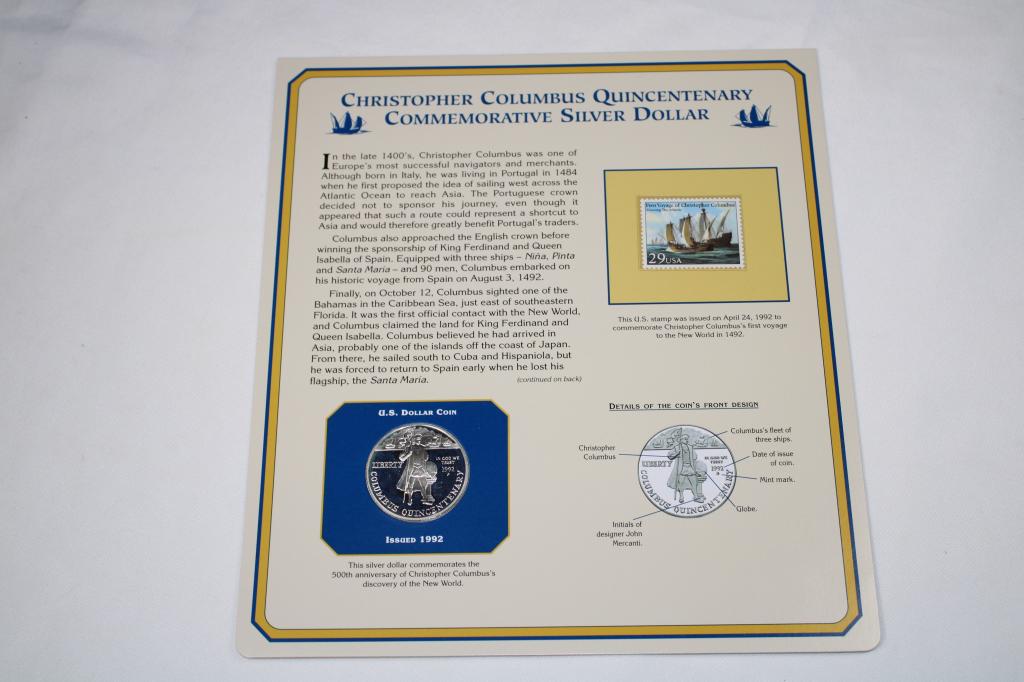 CHRISTOPHER COLUMBUS QUINCENTENARY
COMMEMORATIVE SILVER DOLLAR
In the late 1400's, Christopher Columbus was one of
Europe's most successful navigators and merchants.
Although born in Italy, he was living in Portugal in 1484
when he first proposed the idea of sailing west across the
Atlantic Ocean to reach Asia. The Portuguese crown
decided not to sponsor his journey, even though it
appeared that such a route could represent a shortcut to
Asia and would therefore greatly benefit Portugal's traders.
Columbus also approached the English crown before
winning the sponsorship of King Ferdinand and Queen
Isabella of Spain. Equipped with three ships – Niña, Pinta
and Santa Maria – and 90 men, Columbus embarked on
his historic voyage from Spain on August 3, 1492.
Finally, on October 12, Columbus sighted one of the
Bahamas in the Caribbean Sea, just east of southeastern
Florida. It was the first official contact with the New World,
and Columbus claimed the land for King Ferdinand and
Queen Isabella. Columbus believed he had arrived in
Asia, probably one of the islands off the coast of Japan.
From there, he sailed south to Cuba and Hispaniola, but
he was forced to return to Spain early when he lost his
flagship, the Santa Maria.
(continued on back)
First Voyage of Christopher Columbus
29USA
This U.S. stamp was issued on April 24, 1992 to
commemorate Christopher Columbus's first voyage
to the New World in 1492.
U.S. DOLLAR COIN
LIBERTY
IN GOD WE
TRUST
1992
P
COLUMBUS QUINCENTENARY
ISSUED 1992
This silver dollar commemorates the
500th anniversary of Christopher Columbus's
discovery of the New World.
DETAILS OF THE COIN'S FRONT DESIGN
Christopher
Columbus
Columbus's fleet of
three ships.
Date of issue
of coin.
Mint mark.
Globe.
Initials of
designer John
Mercanti.
LIBERTY
IN GOD WE
TRUST
1992
P
COLUMBUS QUINCENTENARY